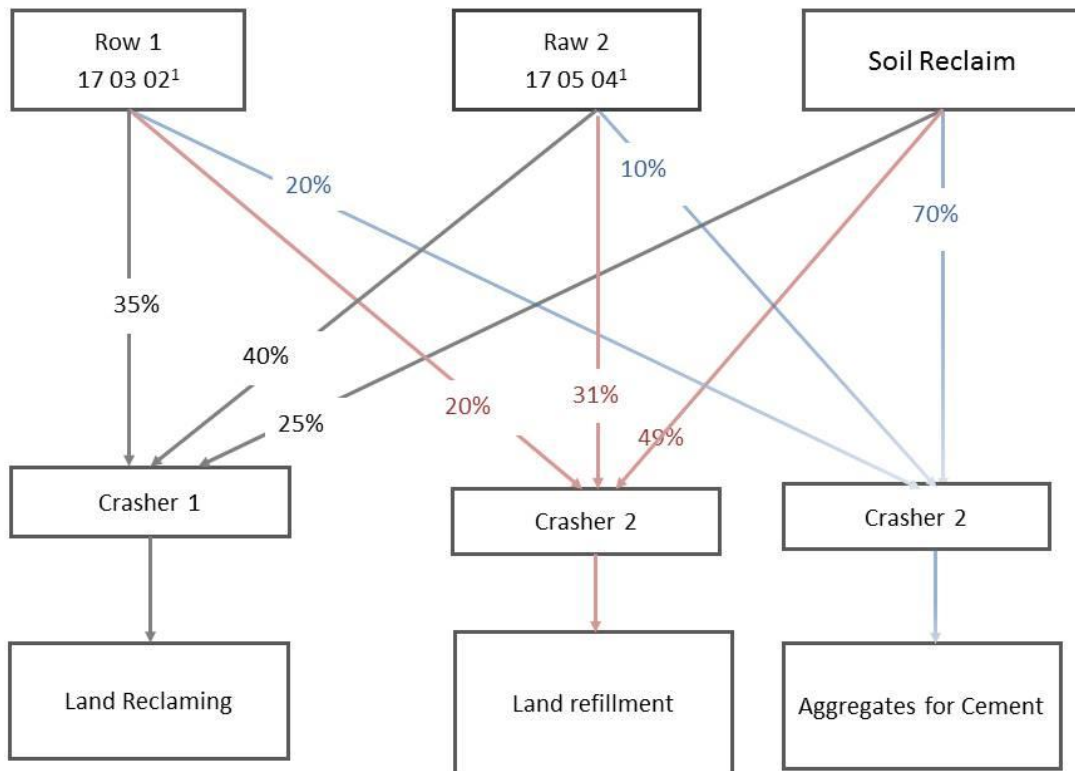 Row 1
17 03 02¹
Raw 2
17 05 04¹
Soil Reclaim
20%
10%
70%
35%
40%
25%
20%
31%
49%
Crasher 1
Crasher 2
Crasher 2
Land Reclaming
Land refillment
Aggregates for Cement